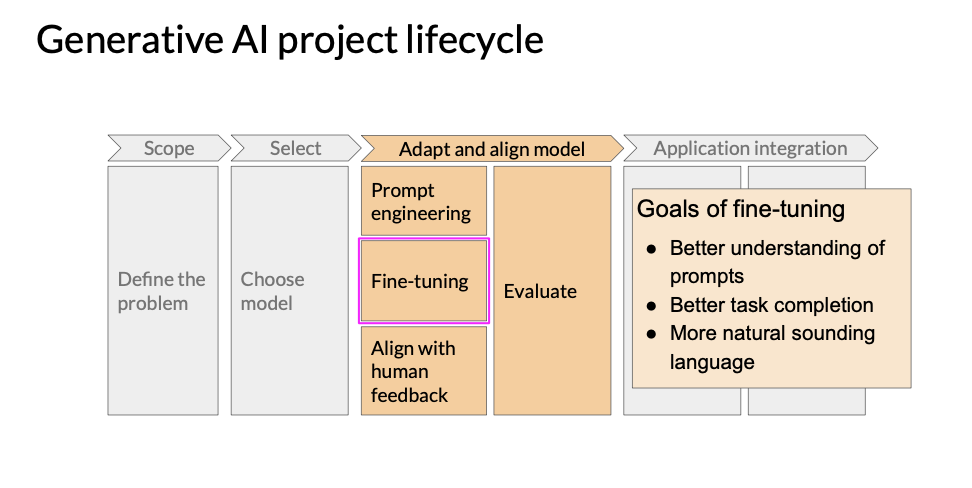 Generative AI project lifecycle
Scope
Select
Adapt and align model
Application integration
Define the
problem
Choose
model
Prompt
engineering
Fine-tuning
Align with
human
feedback
Evaluate
Goals of fine-tuning
● Better understanding of
prompts
● Better task completion
● More natural sounding
language